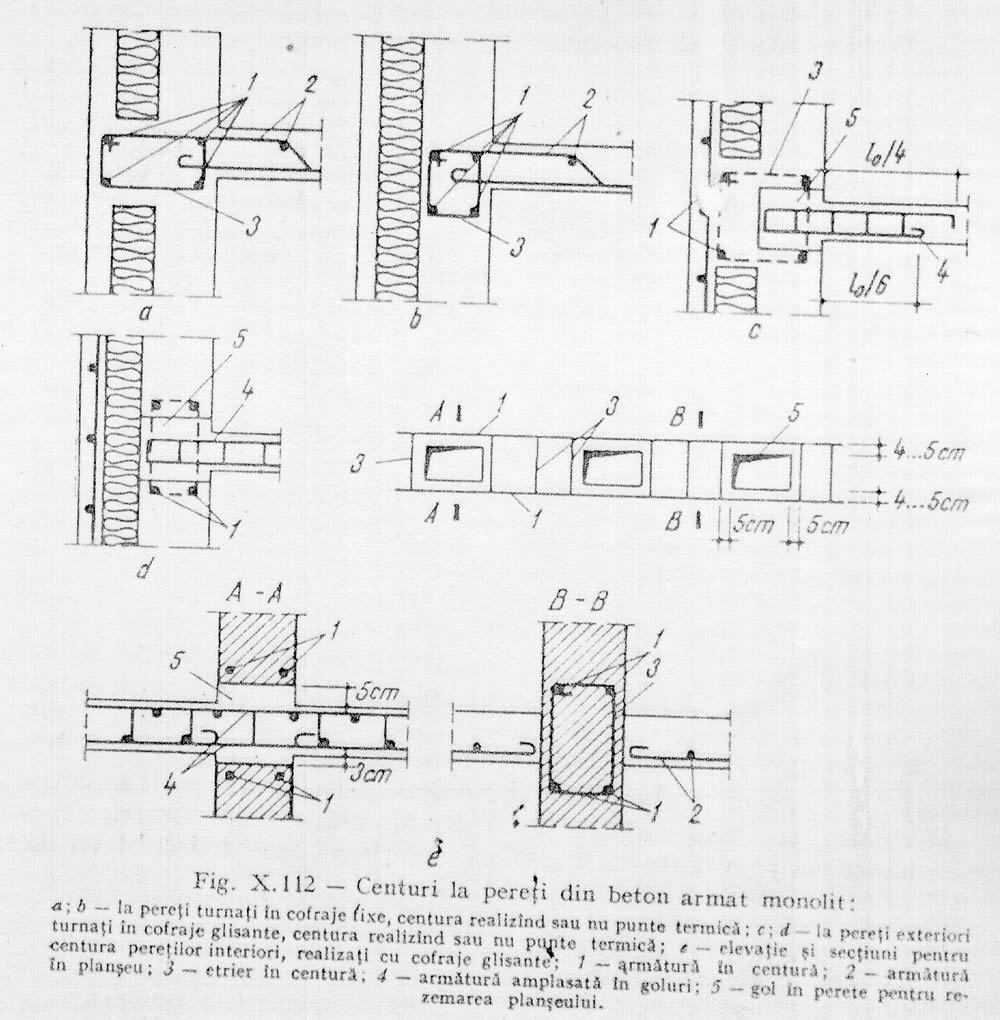 1
2
3
a
1
2
3
b
3
5
l₀/4
1
4
l₀/6
c
5
4
1
d
A
1
3
B
5
3
4...5cm
4...5cm
A
1
B
5cm
5cm
A - A
1
5
5cm
4
1
3cm
B - B
1
3
1
2
e
Fig. X.112 — Centuri la pereți din beton armat monolit:
a; b — la pereți turnați în cofraje fixe, centura realizînd sau nu punte termică; c; d — la pereți exteriori
turnați în cofraje glisante, centura realizînd sau nu punte termică; e — elevație și secțiuni pentru
centura pereților interiori, realizați cu cofraje glisante; 1 — armătură în centură; 2 — armătură
în planșeu; 3 — etrier în centură; 4 — armătură amplasată în goluri; 5 — gol în perete pentru re-
zemarea planșeului.